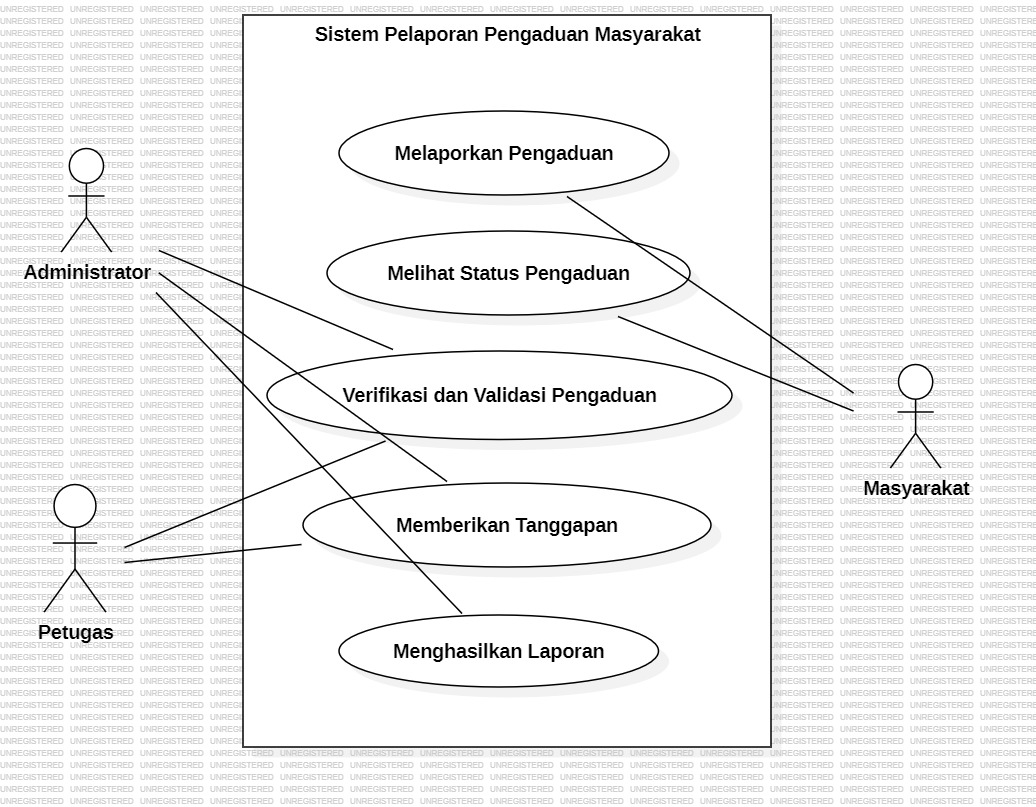 Sistem Pelaporan Pengaduan Masyarakat
Melaporkan Pengaduan
Administrator
Melihat Status Pengaduan
Verifikasi dan Validasi Pengaduan
Masyarakat
Memberikan Tanggapan
Petugas
Menghasilkan Laporan
UNREGISTERED